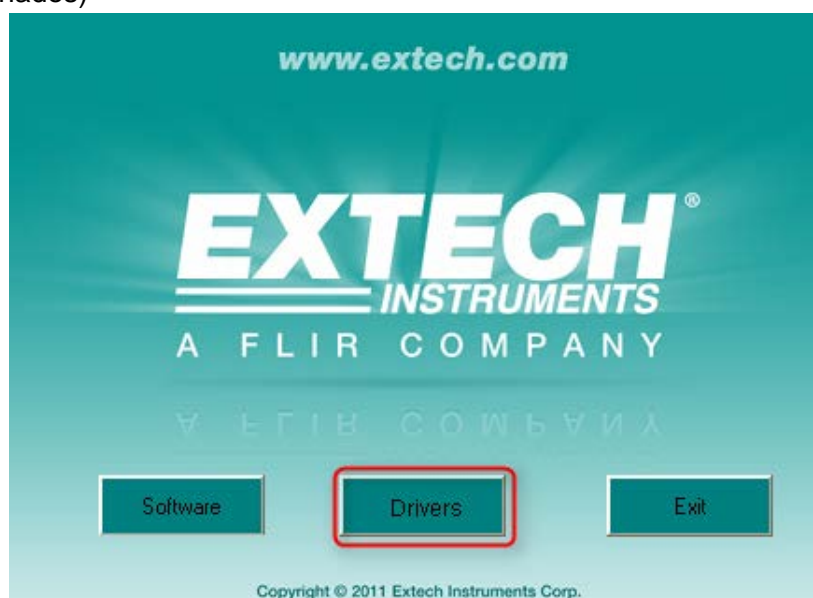 www.extech.com
EXTECH®
INSTRUMENTS
A FLIR COMPANY
Software
Drivers
Exit
Copyright © 2011 Extech Instruments Corp.